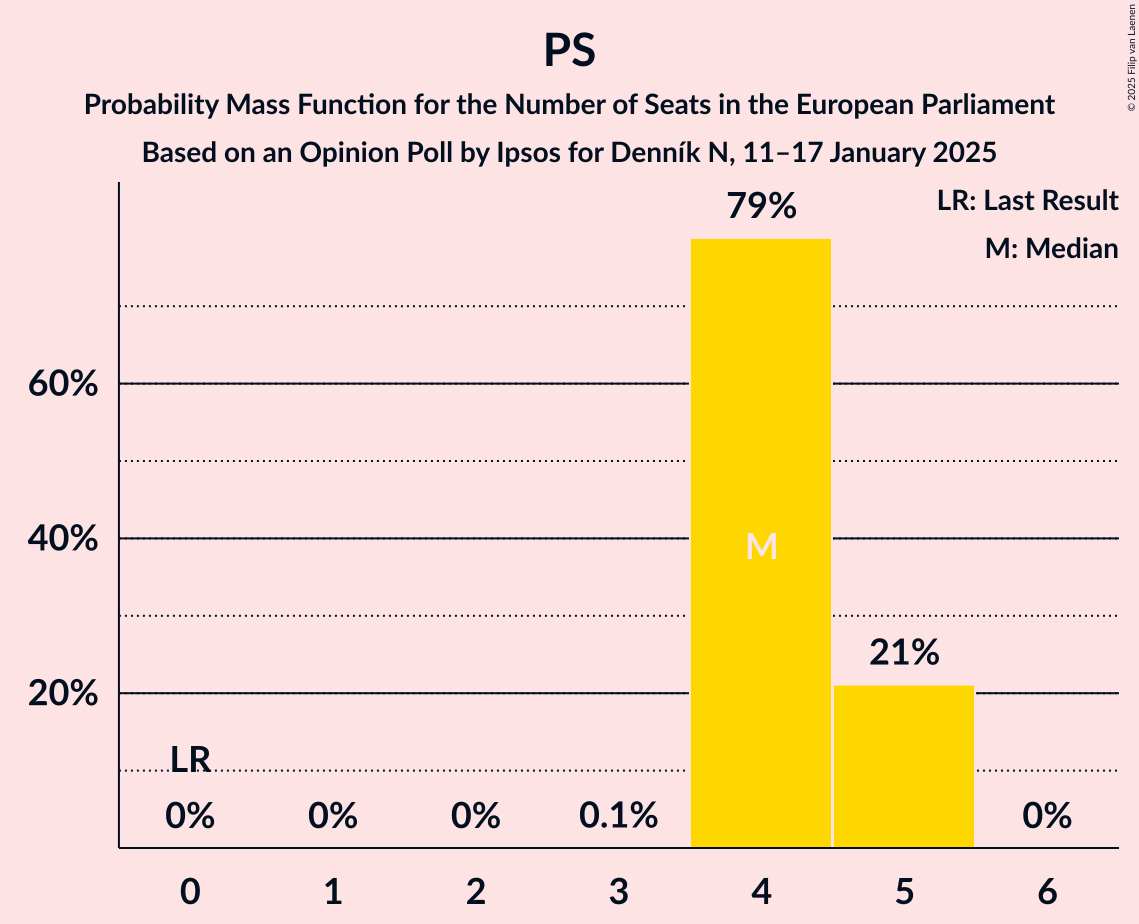 PS
Probability Mass Function for the Number of Seats in the European Parliament
Based on an Opinion Poll by Ipsos for Denník N, 11–17 January 2025
© 2025 Filip van Laenen
LR: Last Result
M: Median
79%
60%
40%
M
21%
20%
LR
0% 0% 0% 0.1% 0%
0 1 2 3 4 5 6